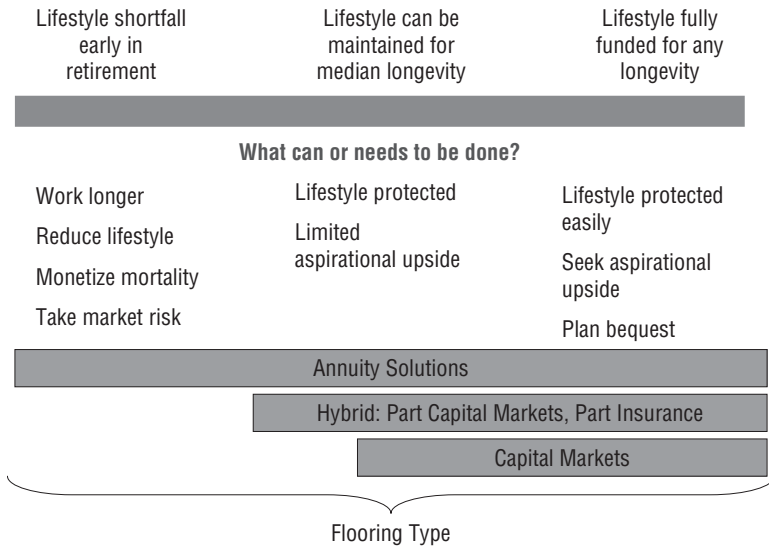 Lifestyle shortfall
early in
retirement
Lifestyle can be
maintained for
median longevity
Lifestyle fully
funded for any
longevity
What can or needs to be done?
Work longer
Reduce lifestyle
Monetize mortality
Take market risk
Lifestyle protected
Limited
aspirational upside
Lifestyle protected
easily
Seek aspirational
upside
Plan bequest
Annuity Solutions
Hybrid: Part Capital Markets, Part Insurance
Capital Markets
Flooring Type